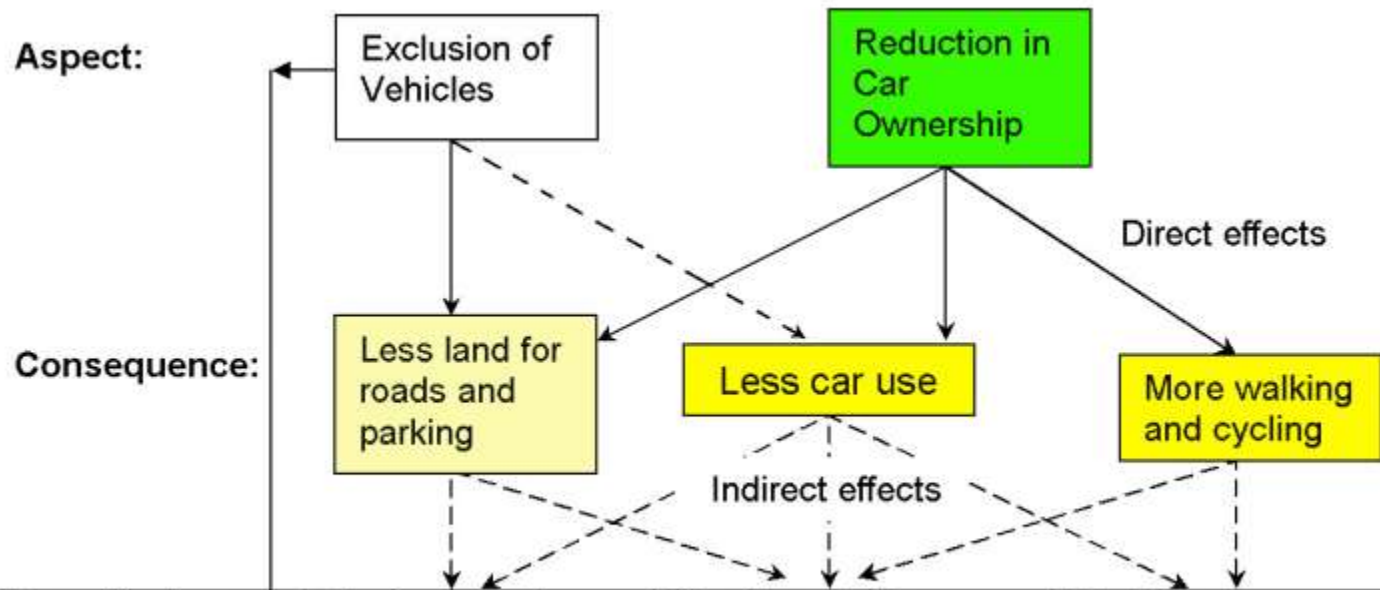 Aspect:
Exclusion of
Vehicles
Reduction in
Car
Ownership
Direct effects
Consequence:
Less land for
roads and
parking
Less car use
More walking
and cycling
Indirect effects